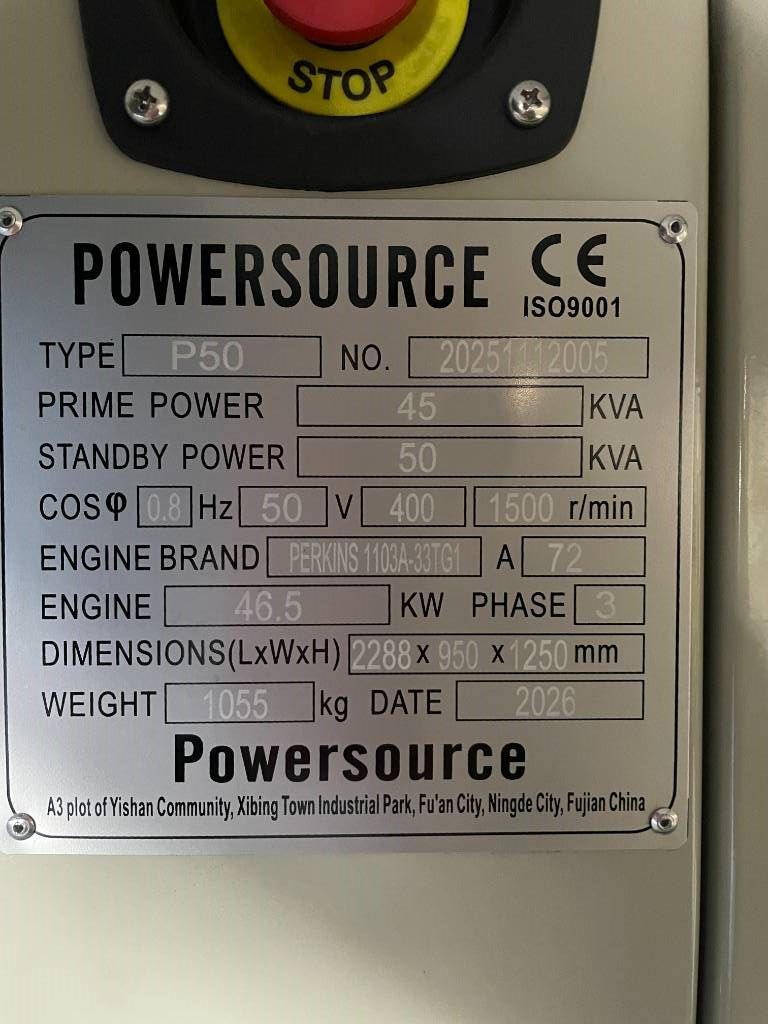 STOP
POWERSOURCE CE
ISO9001
TYPE P50 NO.
PRIME POWER 45 KVA
STANDBY POWER 50 KVA
COSφ 0.8 Hz 50 V 400 1500 r/min
ENGINE BRAND PERKINS 1103A-33TG1 A 72
ENGINE 46.5 KW PHASE 3
DIMENSIONS(LxWxH) 2288 x 950 x 1250 mm
WEIGHT 1055 kg DATE 2026
Powersource
A3 plot of Yishan Community, Xibing Town Industrial Park, Fu'an City, Ningde City, Fujian China